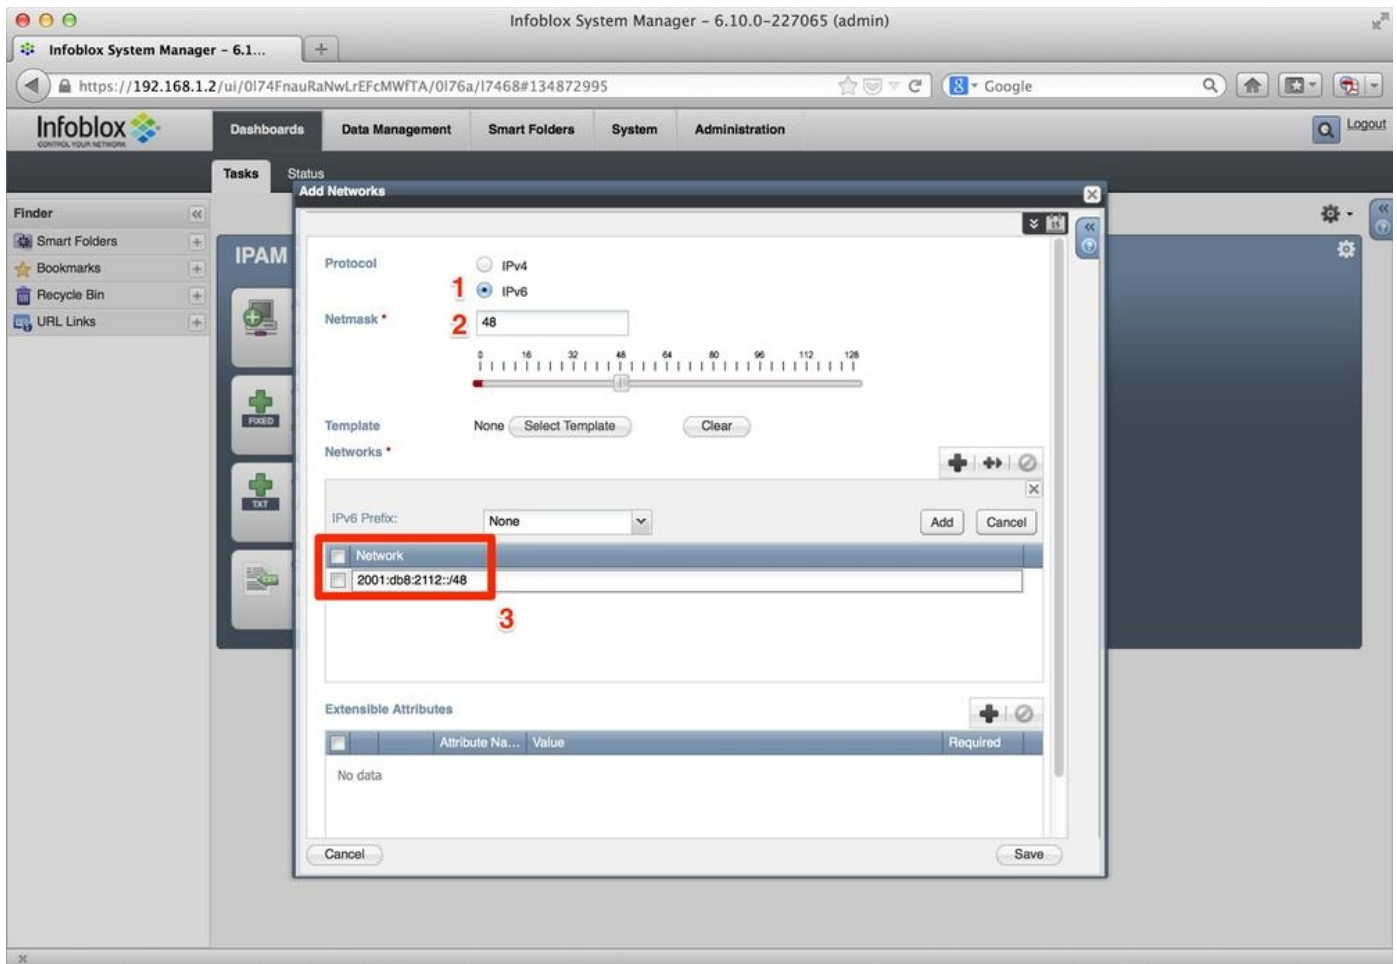 Infoblox System Manager – 6.10.0-227065 (admin)
Infoblox System Manager – 6.1...
https://192.168.1.2/ui/0l74FnauRaNwLrEFcMWfTA/0l76a/l7468#134872995
Google
Infoblox
CONTROL YOUR NETWORK
Dashboards
Data Management
Smart Folders
System
Administration
Logout
Tasks
Status
Add Networks
Finder
Smart Folders
Bookmarks
Recycle Bin
URL Links
IPAM
FIXED
TXT
Protocol
IPv4
1
IPv6
Netmask *
2
48
0 16 32 48 64 80 96 112 128
Template
None
Select Template
Clear
Networks *
IPv6 Prefix:
None
Add
Cancel
Network
2001:db8:2112::/48
3
Extensible Attributes
Attribute Na...
Value
Required
No data
Cancel
Save